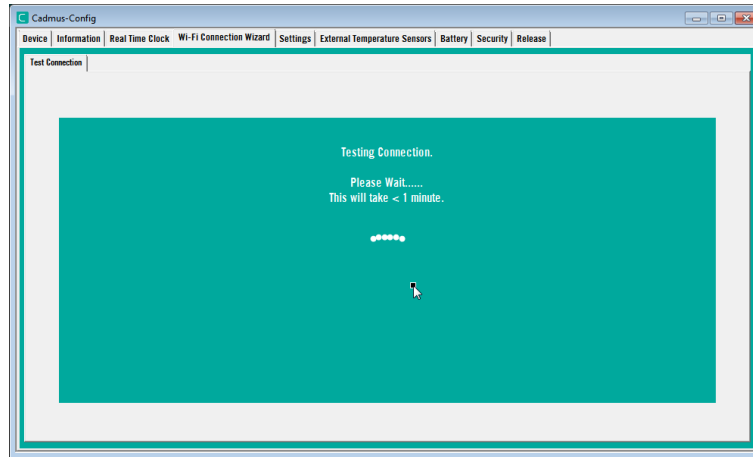 Cadmus-Config
Device Information Real Time Clock Wi-Fi Connection Wizard Settings External Temperature Sensors Battery Security Release
Test Connection
Testing Connection.
Please Wait......
This will take < 1 minute.